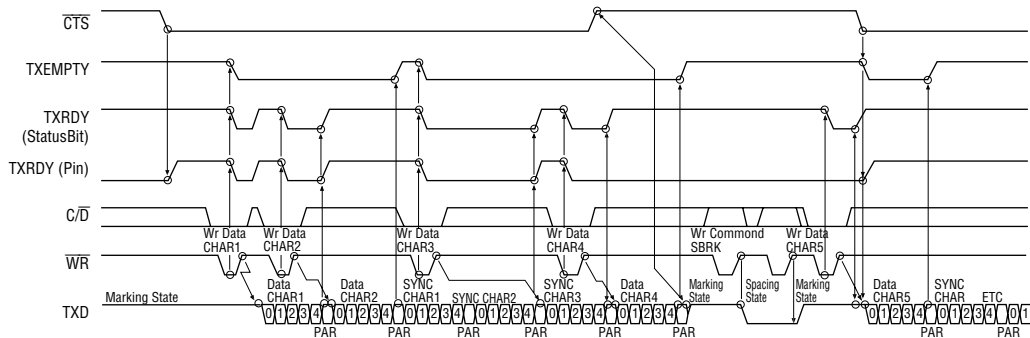 CTS
TXEMPTY
TXRDY
(StatusBit)
TXRDY (Pin)
C/D
Wr Data
CHAR1
Wr Data
CHAR2
Wr Data
CHAR3
Wr Data
CHAR4
Wr Command
SBRK
Wr Data
CHAR5
WR
Marking State
Data
CHAR1
Data
CHAR2
SYNC
CHAR1
SYNC CHAR2
SYNC
CHAR3
Data
CHAR4
Marking
State
Spacing
State
Marking
State
Data
CHAR5
SYNC
CHAR
ETC
TXD
0 1 2 3 4 0 1 2 3 4 0 1 2 3 4 0 1 2 3 4 0 1 2 3 4 0 1 2 3 4 0 1 2 3 4 0 1 2 3 4 0 1
PAR PAR PAR PAR PAR PAR PAR PAR